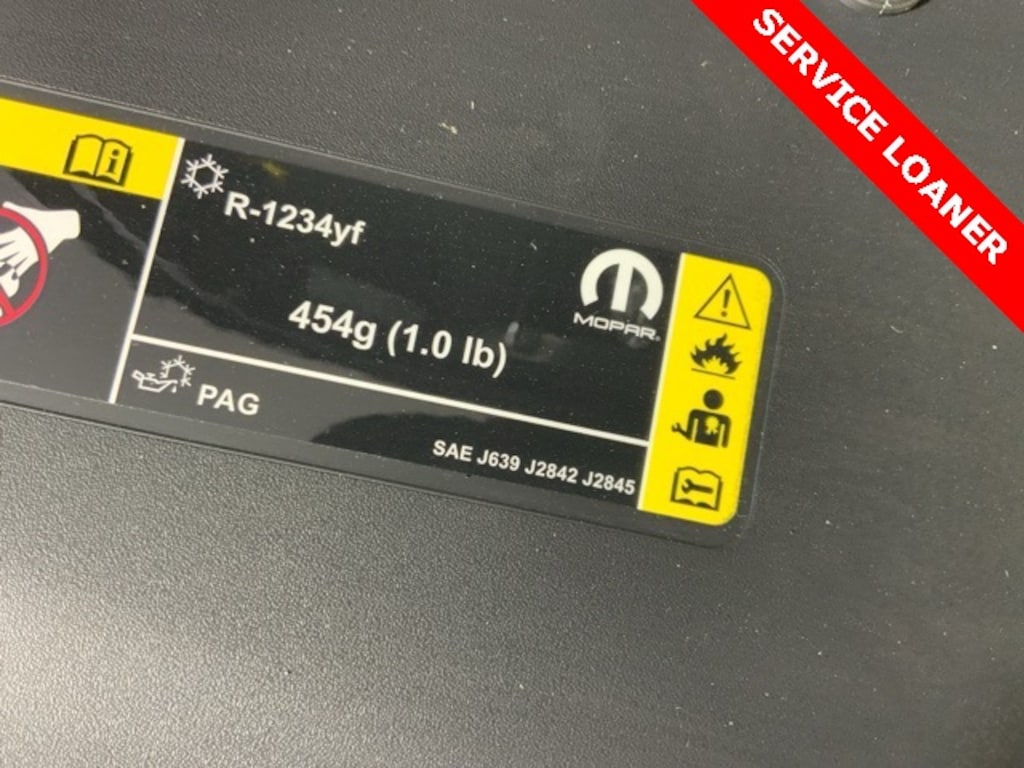 SERVICE LOANER
R-1234yf
454g (1.0 lb)
MOPAR®
PAG
SAE J639 J2842 J2845